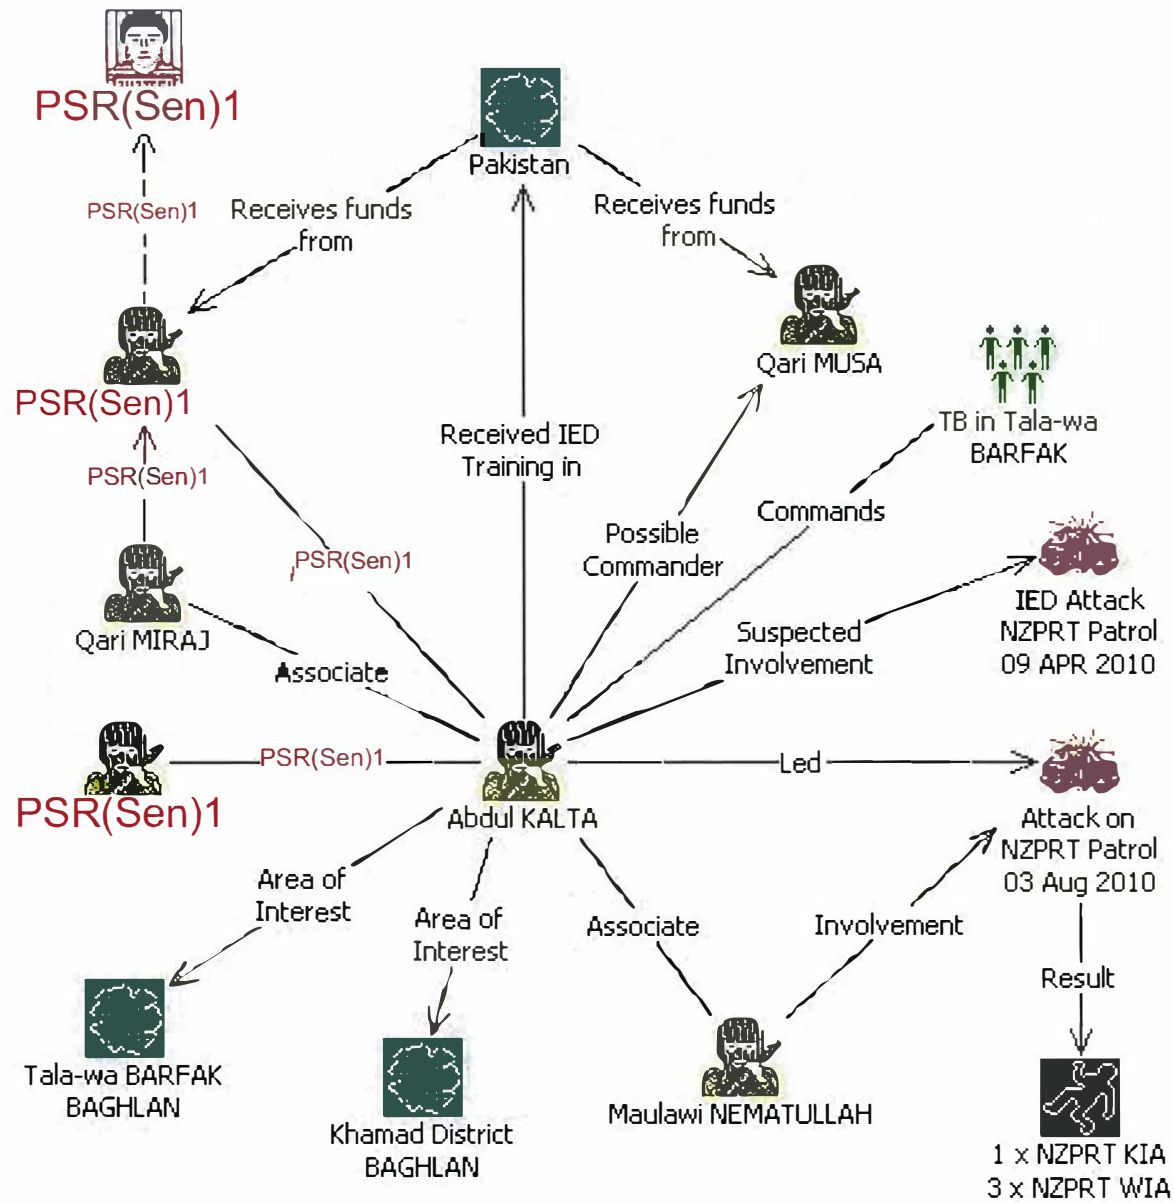 PSR(Sen)1
Pakistan
PSR(Sen)1
Receives funds
from
Receives funds
from
Qari MUSA
PSR(Sen)1
TB in Tala-wa
BARFAK
Received IED
Training in
PSR(Sen)1
Commands
Possible
Commander
PSR(Sen)1
IED Attack
NZPRT Patrol
09 APR 2010
Qari MIRAJ
Suspected
Involvement
Associate
PSR(Sen)1
Led
PSR(Sen)1
Abdul KALTA
Attack on
NZPRT Patrol
03 Aug 2010
Area of
Interest
Area of
Interest
Associate
Involvement
Result
Tala-wa BARFAK
BAGHLAN
Khamad District
BAGHLAN
Maulawi NEMATULLAH
1 x NZPRT KIA
3 x NZPRT WIA